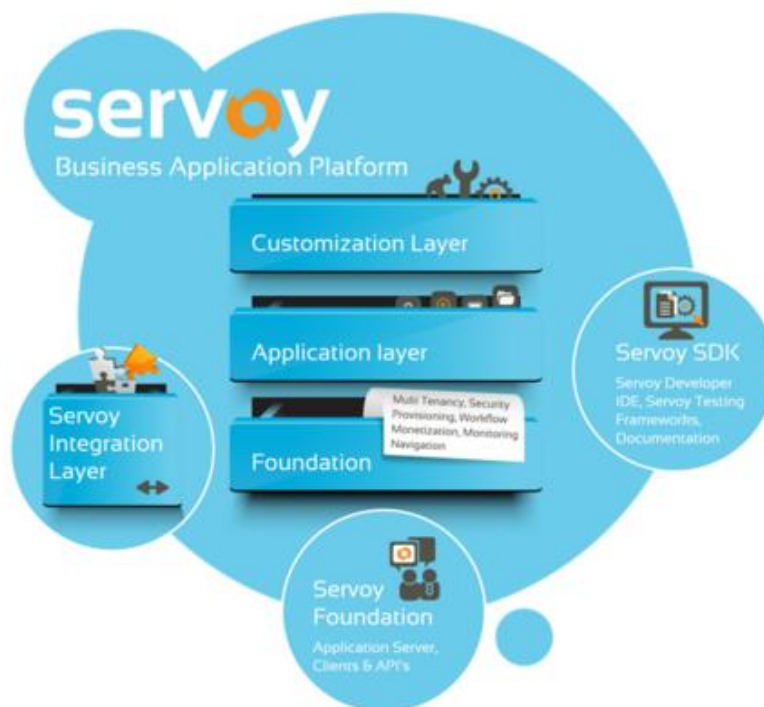 servoy
Business Application Platform
Customization Layer
Application layer
Multi Tenancy, Security
Provisioning, Workflow
Monetization, Monitoring
Navigation
Foundation
Servoy
Integration
Layer
Servoy SDK
Servoy Developer
IDE, Servoy Testing
Frameworks,
Documentation
Servoy
Foundation
Application Server,
Clients & API's